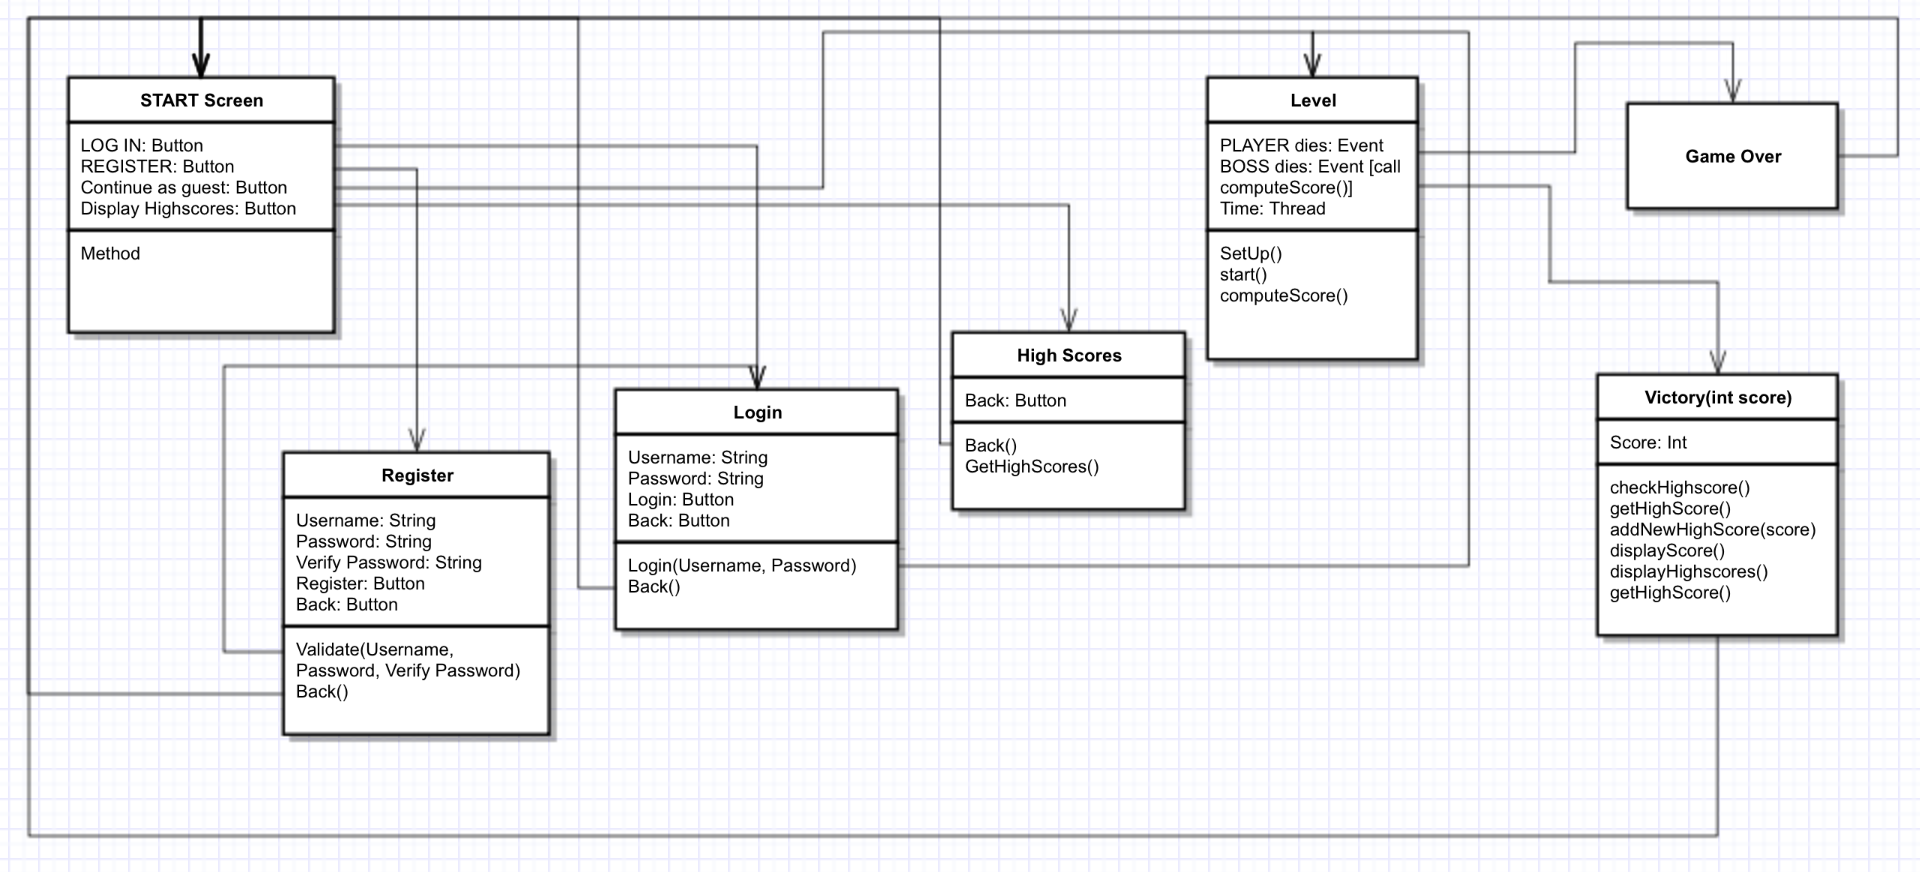 START Screen
LOG IN: Button
REGISTER: Button
Continue as guest: Button
Display Highscores: Button
Method
Register
Username: String
Password: String
Verify Password: String
Register: Button
Back: Button
Validate(Username,
Password, Verify Password)
Back()
Login
Username: String
Password: String
Login: Button
Back: Button
Login(Username, Password)
Back()
High Scores
Back: Button
Back()
GetHighScores()
Level
PLAYER dies: Event
BOSS dies: Event [call
computeScore()]
Time: Thread
SetUp()
start()
computeScore()
Game Over
Victory(int score)
Score: Int
checkHighscore()
getHighScore()
addNewHighScore(score)
displayScore()
displayHighscores()
getHighScore()